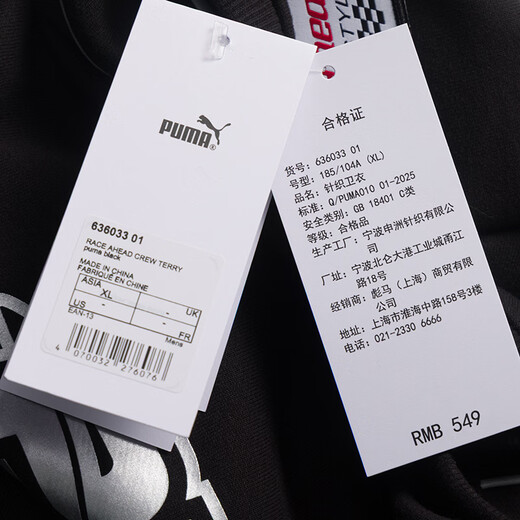 PUMA
636033 01
RACE AHEAD CREW TERRY
puma black
MADE IN CHINA
FABRIQUÉ EN CHINE
ASIA
XL
-
UK
US
-
-
FR
EAN-13
Mens
4 070032 276076
合格证
货号: 636033 01
号型: 185/104A (XL)
品名: 针织卫衣
标准: Q/PUMA010 01-2025
安全类别: GB 18401 C类
等级: 合格品
生产工厂: 宁波申洲针织有限公司
厂址: 宁波北仑大港工业城甬江
路18号
经销商: 彪马（上海）商贸有限
公司
地址: 上海市淮海中路158号3楼
电话: 021-2330 6666
RMB 549